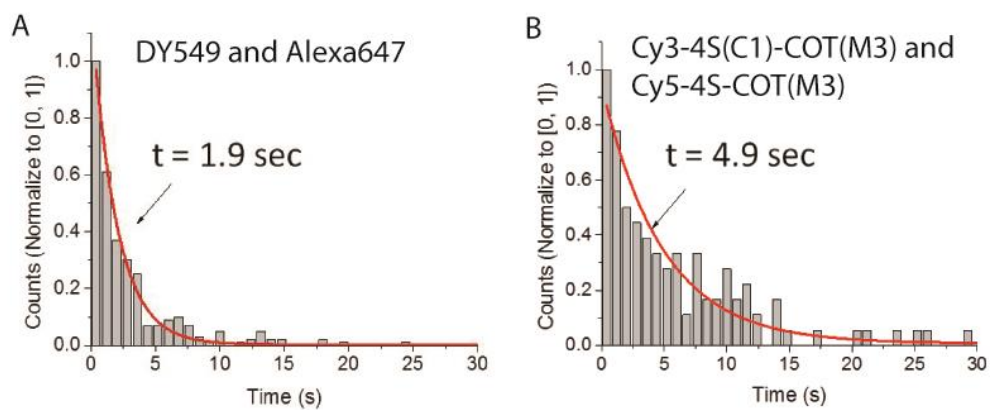 A
DY549 and Alexa647
t = 1.9 sec
Counts (Normalize to [0, 1])
1.0
0.8
0.6
0.4
0.2
0.0
0 5 10 15 20 25 30
Time (s)
B
Cy3-4S(C1)-COT(M3) and
Cy5-4S-COT(M3)
t = 4.9 sec
Counts (Normalize to [0, 1])
1.0
0.8
0.6
0.4
0.2
0.0
0 5 10 15 20 25 30
Time (s)